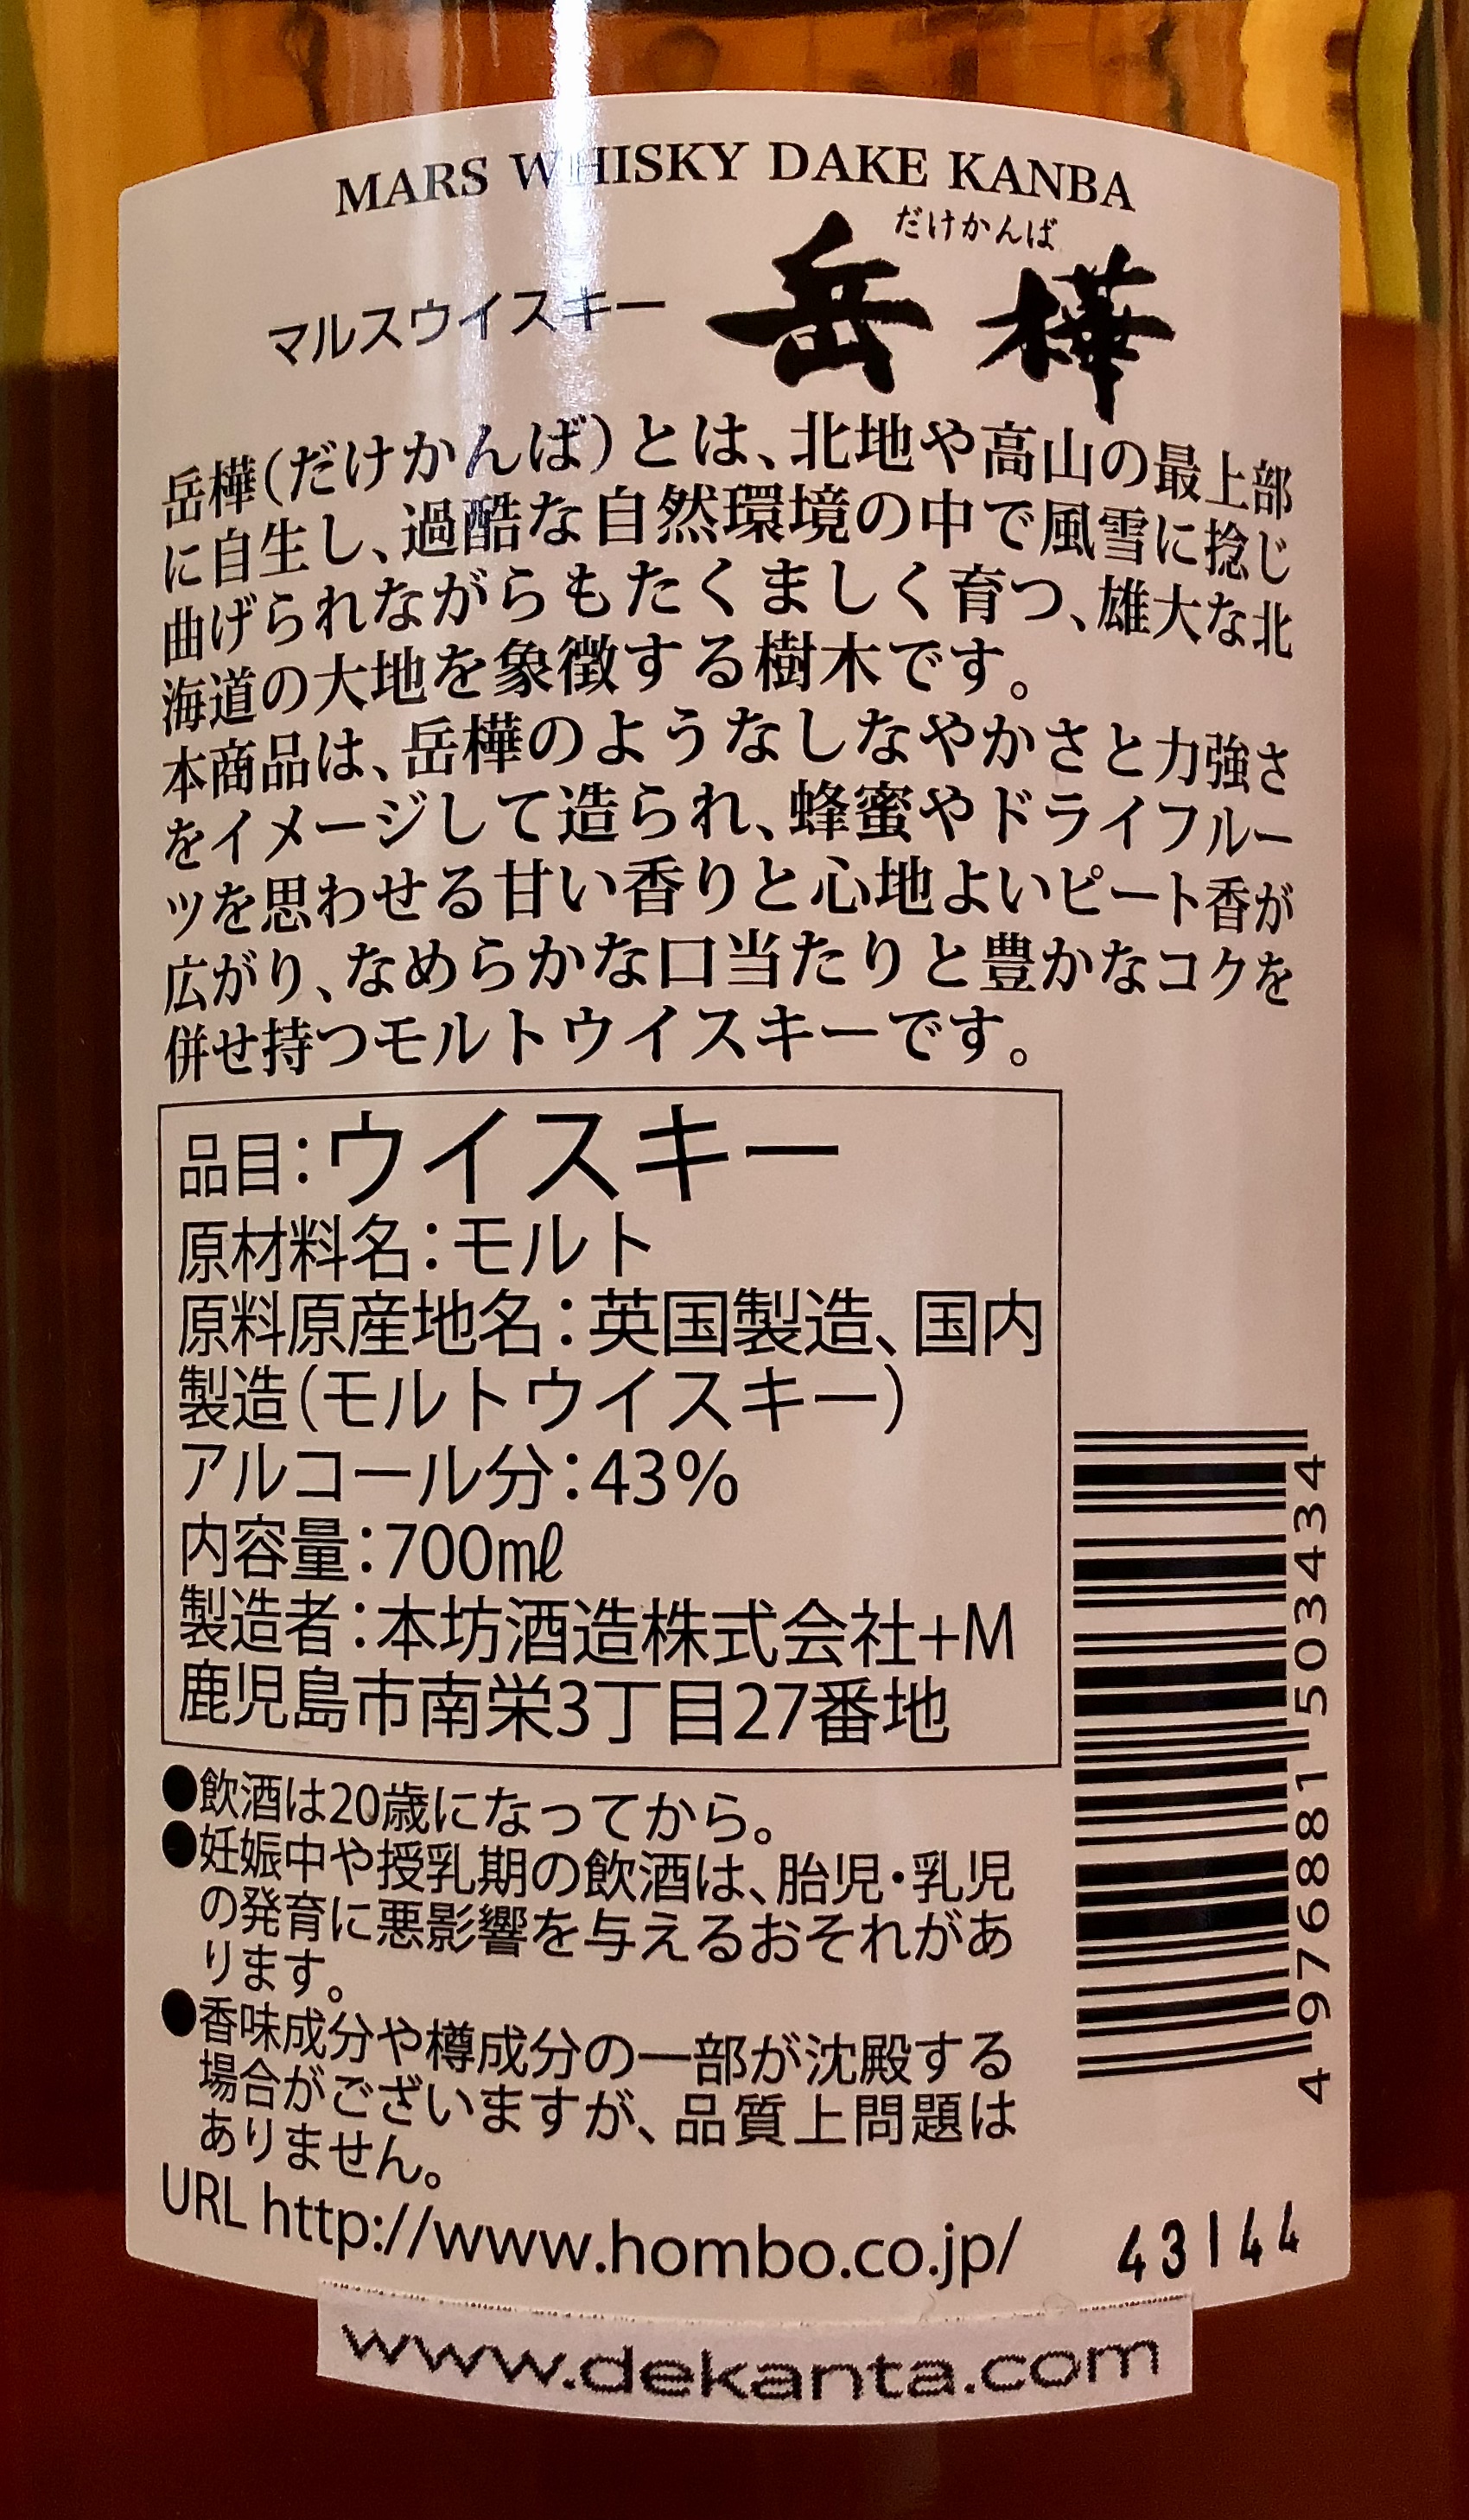 MARS WHISKY DAKE KANBA
だけかんば
マルスウイスキー 岳樺
岳樺(だけかんば)とは、北地や高山の最上部
に自生し、過酷な自然環境の中で風雪に捻じ
曲げられながらもたくましく育つ、雄大な北
海道の大地を象徴する樹木です。
本商品は、岳樺のようなしなやかさと力強さ
をイメージして造られ、蜂蜜やドライフルー
ツを思わせる甘い香りと心地よいピート香が
広がり、なめらかな口当たりと豊かなコクを
併せ持つモルトウイスキーです。
品目:ウイスキー
原材料名:モルト
原料原産地名:英国製造、国内
製造(モルトウイスキー)
アルコール分:43%
内容量:700mℓ
製造者:本坊酒造株式会社+M
鹿児島市南栄3丁目27番地
●飲酒は20歳になってから。
●妊娠中や授乳期の飲酒は、胎児・乳児
の発育に悪影響を与えるおそれがあ
ります。
●香味成分や樽成分の一部が沈殿する
場合がございますが、品質上問題は
ありません。
URL http://www.hombo.co.jp/
4 976881 503434
43144
www.dekanta.com